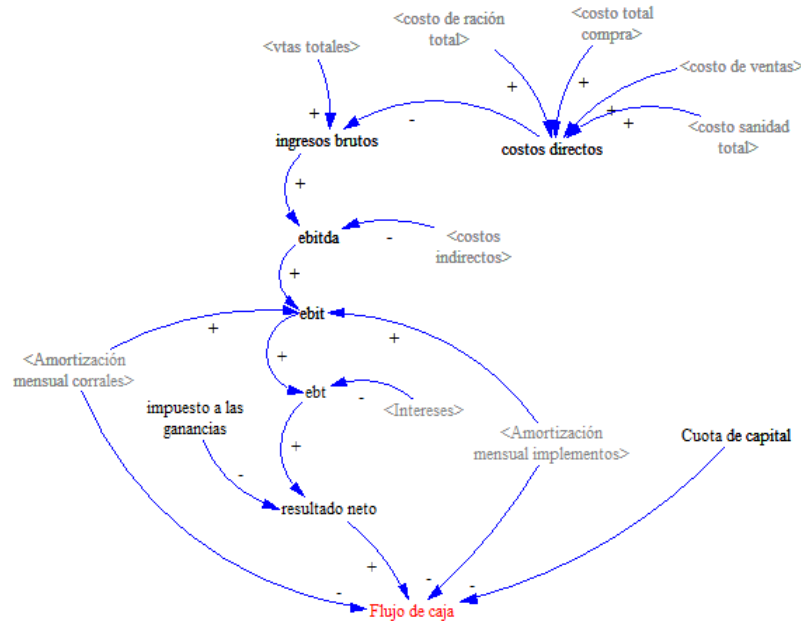 <costo de ración
total>
<costo total
compra>
<vtas totales>
<costo de ventas>
+
+
+
-
+
+
<costo sanidad
total>
ingresos brutos
costos directos
+
ebitda
-
<costos
indirectos>
+
ebit
+
+
<Amortización
mensual corrales>
+
ebt
-
<Intereses>
impuesto a las
ganancias
<Amortización
mensual implementos>
Cuota de capital
+
-
resultado neto
+
-
-
-
Flujo de caja